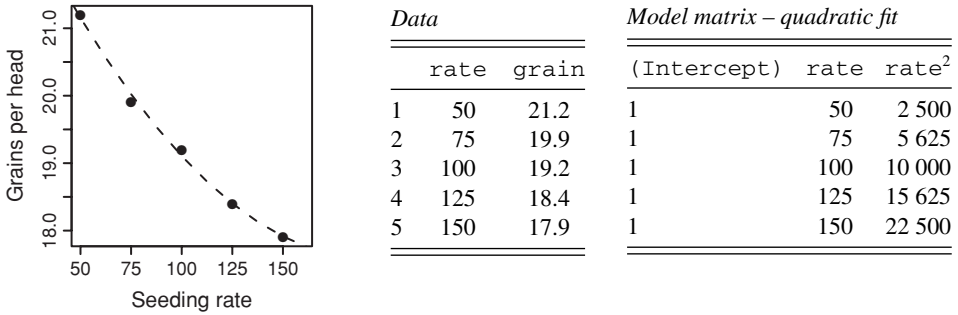 Grains per head
21.0
20.0
19.0
18.0
50 75 100 125 150
Seeding rate
Data
rate grain
1 50 21.2
2 75 19.9
3 100 19.2
4 125 18.4
5 150 17.9
Model matrix – quadratic fit
(Intercept) rate rate²
1 50 2 500
1 75 5 625
1 100 10 000
1 125 15 625
1 150 22 500